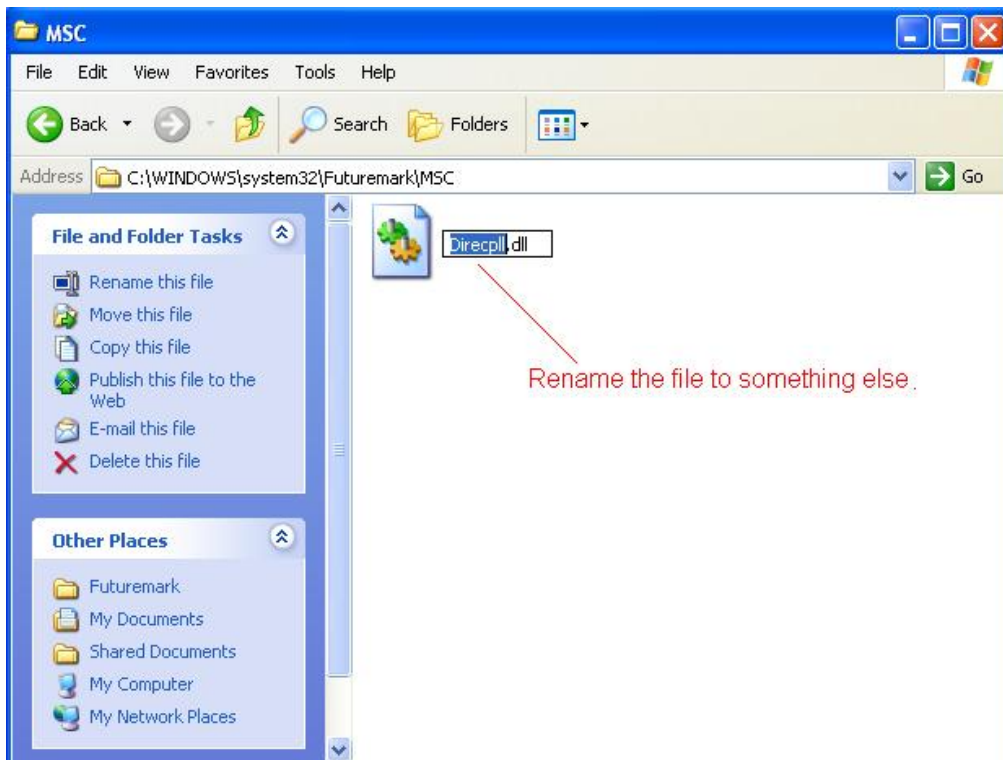 MSC
File Edit View Favorites Tools Help
Back Search Folders
Address C:\WINDOWS\system32\Futuremark\MSC Go
File and Folder Tasks
Rename this file
Move this file
Copy this file
Publish this file to the
Web
E-mail this file
Delete this file
Direcpll.dll
Rename the file to something else.
Other Places
Futuremark
My Documents
Shared Documents
My Computer
My Network Places